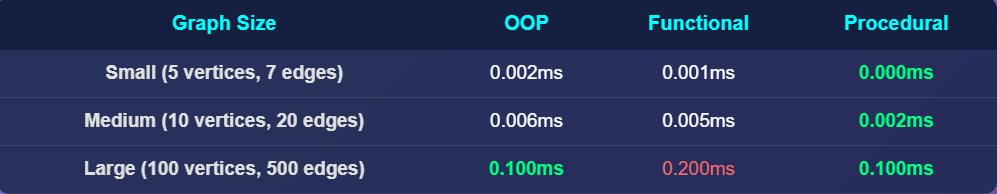 Graph Size OOP Functional Procedural
Small (5 vertices, 7 edges) 0.002ms 0.001ms 0.000ms
Medium (10 vertices, 20 edges) 0.006ms 0.005ms 0.002ms
Large (100 vertices, 500 edges) 0.100ms 0.200ms 0.100ms